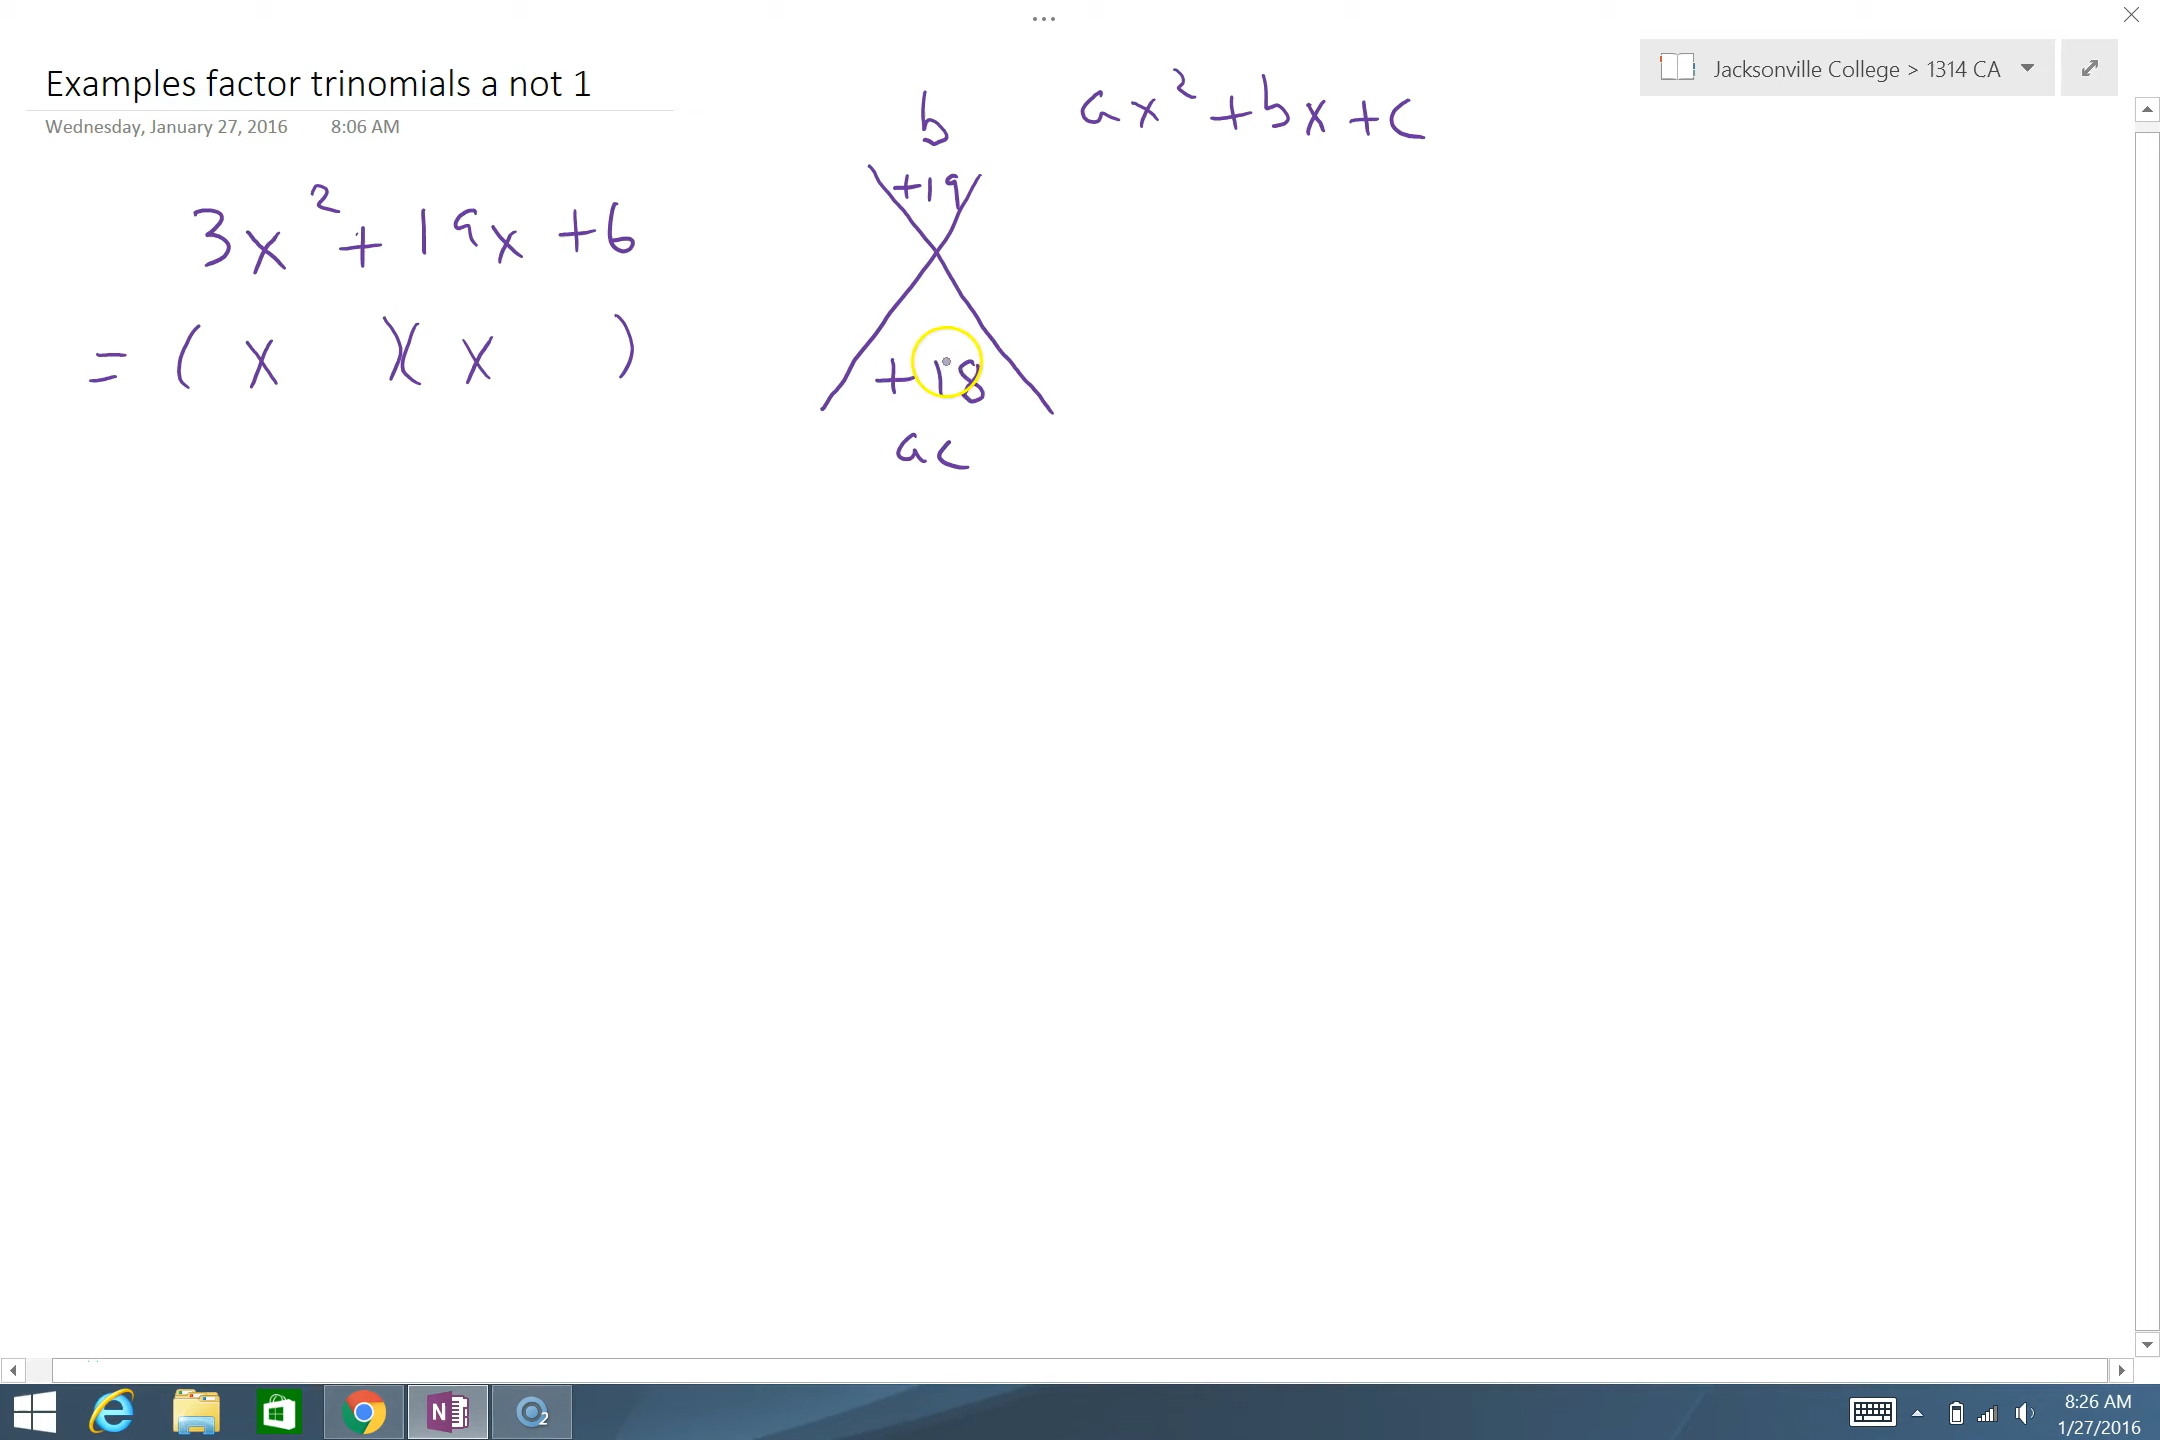 Examples factor trinomials a not 1
Wednesday, January 27, 2016 8:06 AM
Jacksonville College > 1314 CA
b
ax² + bx + c
+19
3x² + 19x + 6
= ( x )( x )
+18
ac
N
2
8:26 AM
1/27/2016